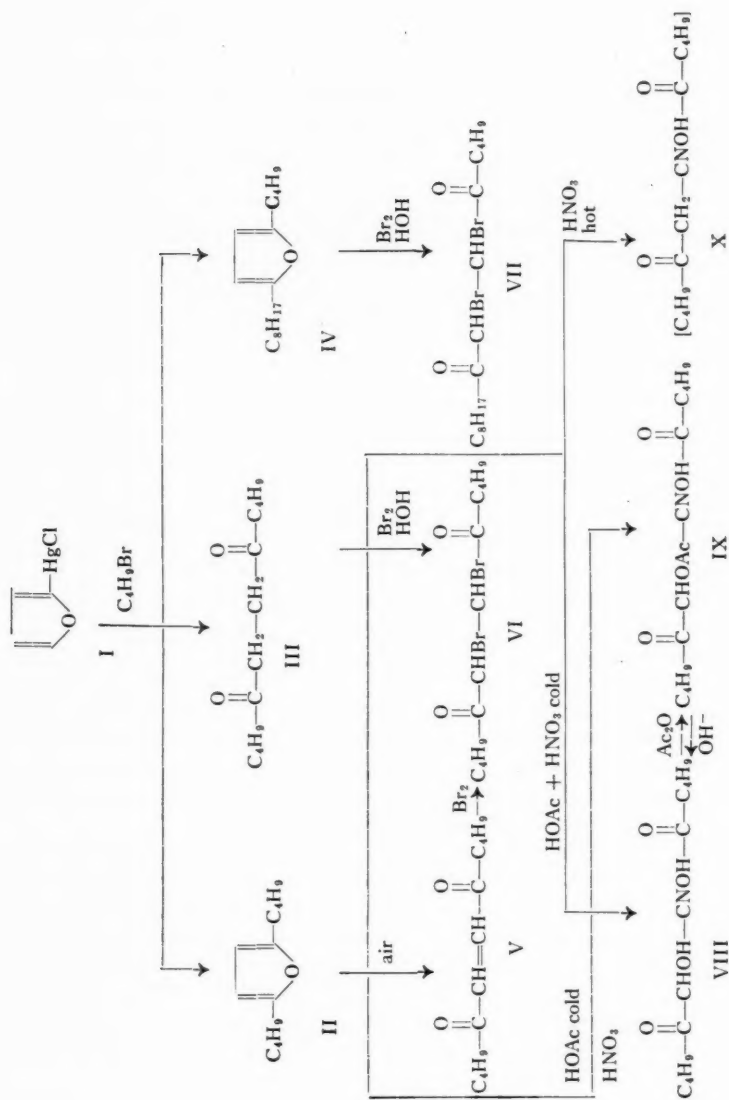 O HgCl
I
C₄H₉Br
C₄H₉ O C₄H₉
II
O O
C₄H₉—C—CH₂—CH₂—C—C₄H₉
III
C₈H₁₇ O C₄H₉
IV
air
Br₂
HOH
Br₂
HOH
O O
C₄H₉—C—CH=CH—C—C₄H₉
V
Br₂
O O
C₄H₉—C—CHBr—CHBr—C—C₄H₉
VI
O O
C₈H₁₇—C—CHBr—CHBr—C—C₄H₉
VII
HOAc cold
HNO₃
HOAc + HNO₃ cold
HNO₃
hot
O O
C₄H₉—C—CHOH—CNOH—C—C₄H₉
VIII
Ac₂O
OH⁻
O O
C₄H₉—C—CHOAc—CNOH—C—C₄H₉
IX
O O
[C₄H₉—C—CH₂—CNOH—C—C₄H₉]
X